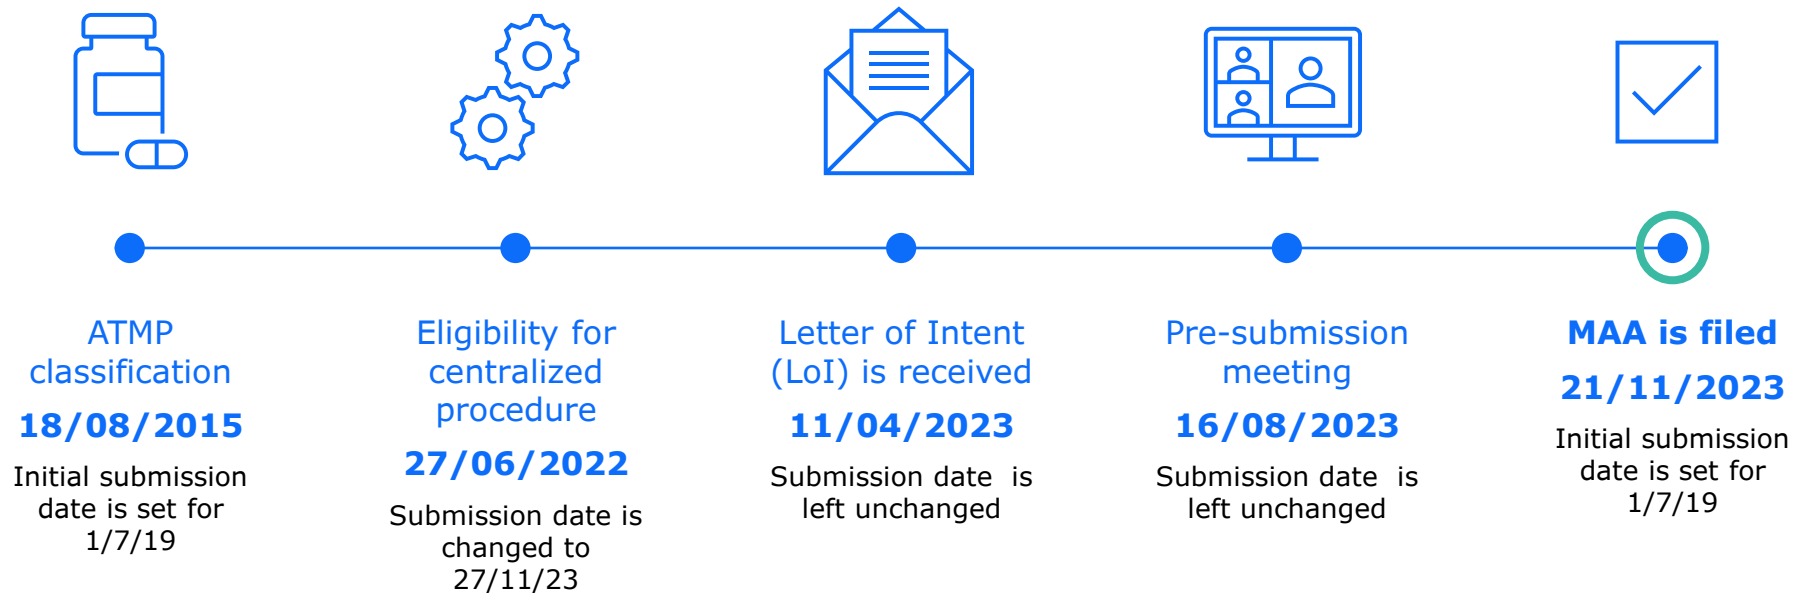 ATMP
classification
18/08/2015
Initial submission
date is set for
1/7/19
Eligibility for
centralized
procedure
27/06/2022
Submission date is
changed to
27/11/23
Letter of Intent
(LoI) is received
11/04/2023
Submission date  is
left unchanged
Pre-submission
meeting
16/08/2023
Submission date  is
left unchanged
MAA is filed
21/11/2023
Initial submission
date is set for
1/7/19